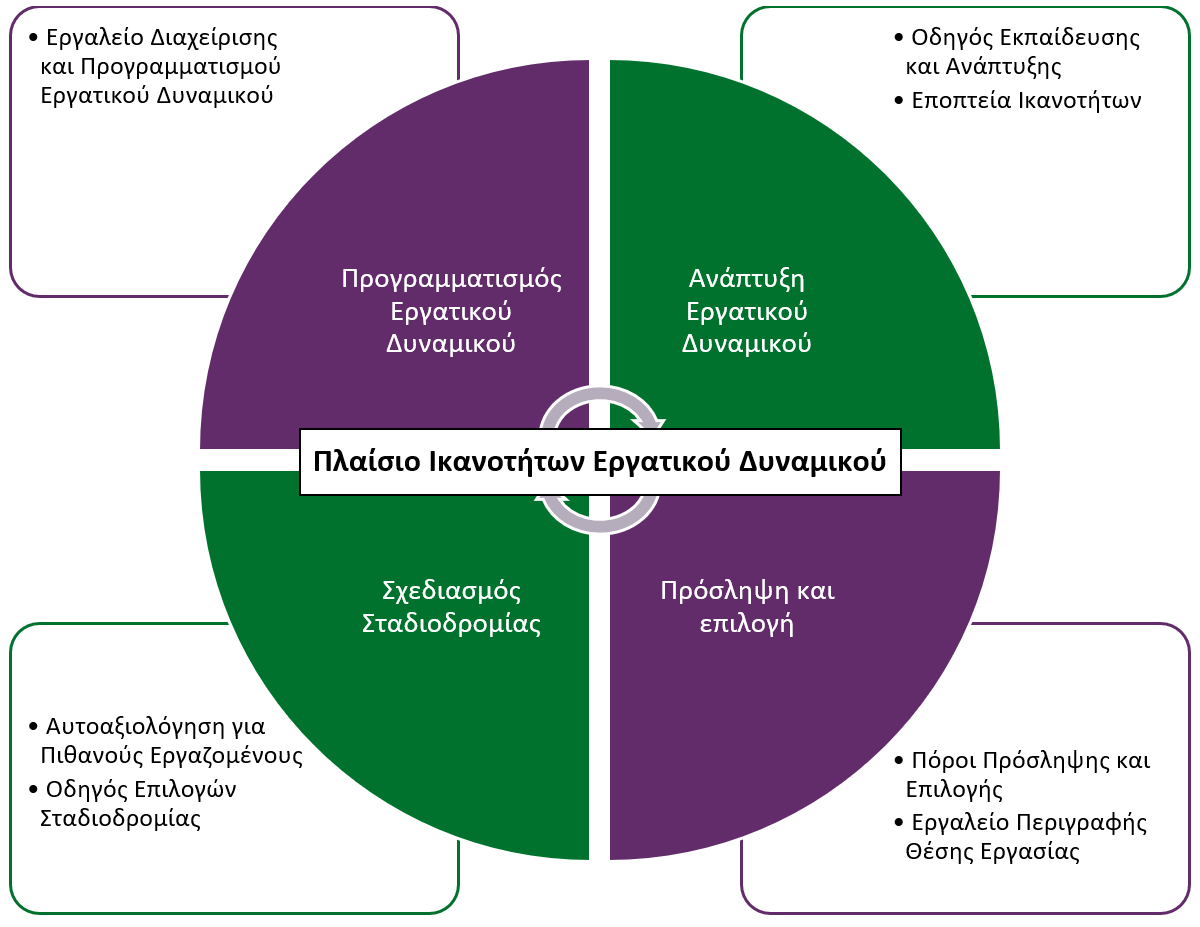 • Εργαλείο Διαχείρισης
και Προγραμματισμού
Εργατικού Δυναμικού
• Οδηγός Εκπαίδευσης
και Ανάπτυξης
• Εποπτεία Ικανοτήτων
Προγραμματισμός
Εργατικού
Δυναμικού
Ανάπτυξη
Εργατικού
Δυναμικού
Πλαίσιο Ικανοτήτων Εργατικού Δυναμικού
Σχεδιασμός
Σταδιοδρομίας
Πρόσληψη και
επιλογή
• Αυτοαξιολόγηση για
Πιθανούς Εργαζομένους
• Οδηγός Επιλογών
Σταδιοδρομίας
• Πόροι Πρόσληψης και
Επιλογής
• Εργαλείο Περιγραφής
Θέσης Εργασίας